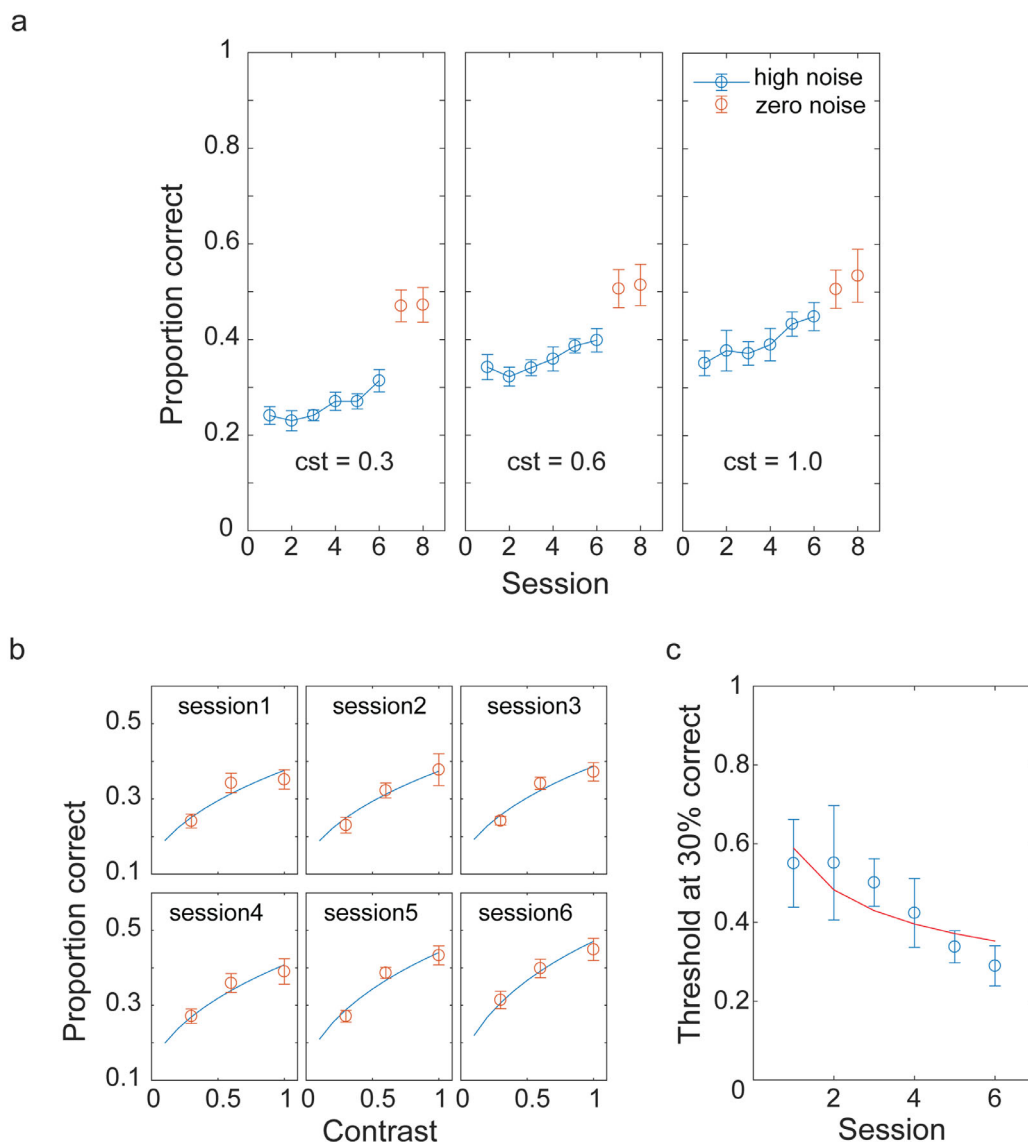 a
1
0.8
0.6
0.4
0.2
0
Proportion correct
high noise
zero noise
cst = 0.3
cst = 0.6
cst = 1.0
0 2 4 6 8
0 2 4 6 8
0 2 4 6 8
Session
b
session1
session2
session3
0.5
0.3
0.1
session4
session5
session6
0.5
0.3
0.1
Proportion correct
0 0.5 1
0 0.5 1
0 0.5 1
Contrast
c
1
0.8
0.6
0.4
0.2
0
Threshold at 30% correct
2 4 6
Session